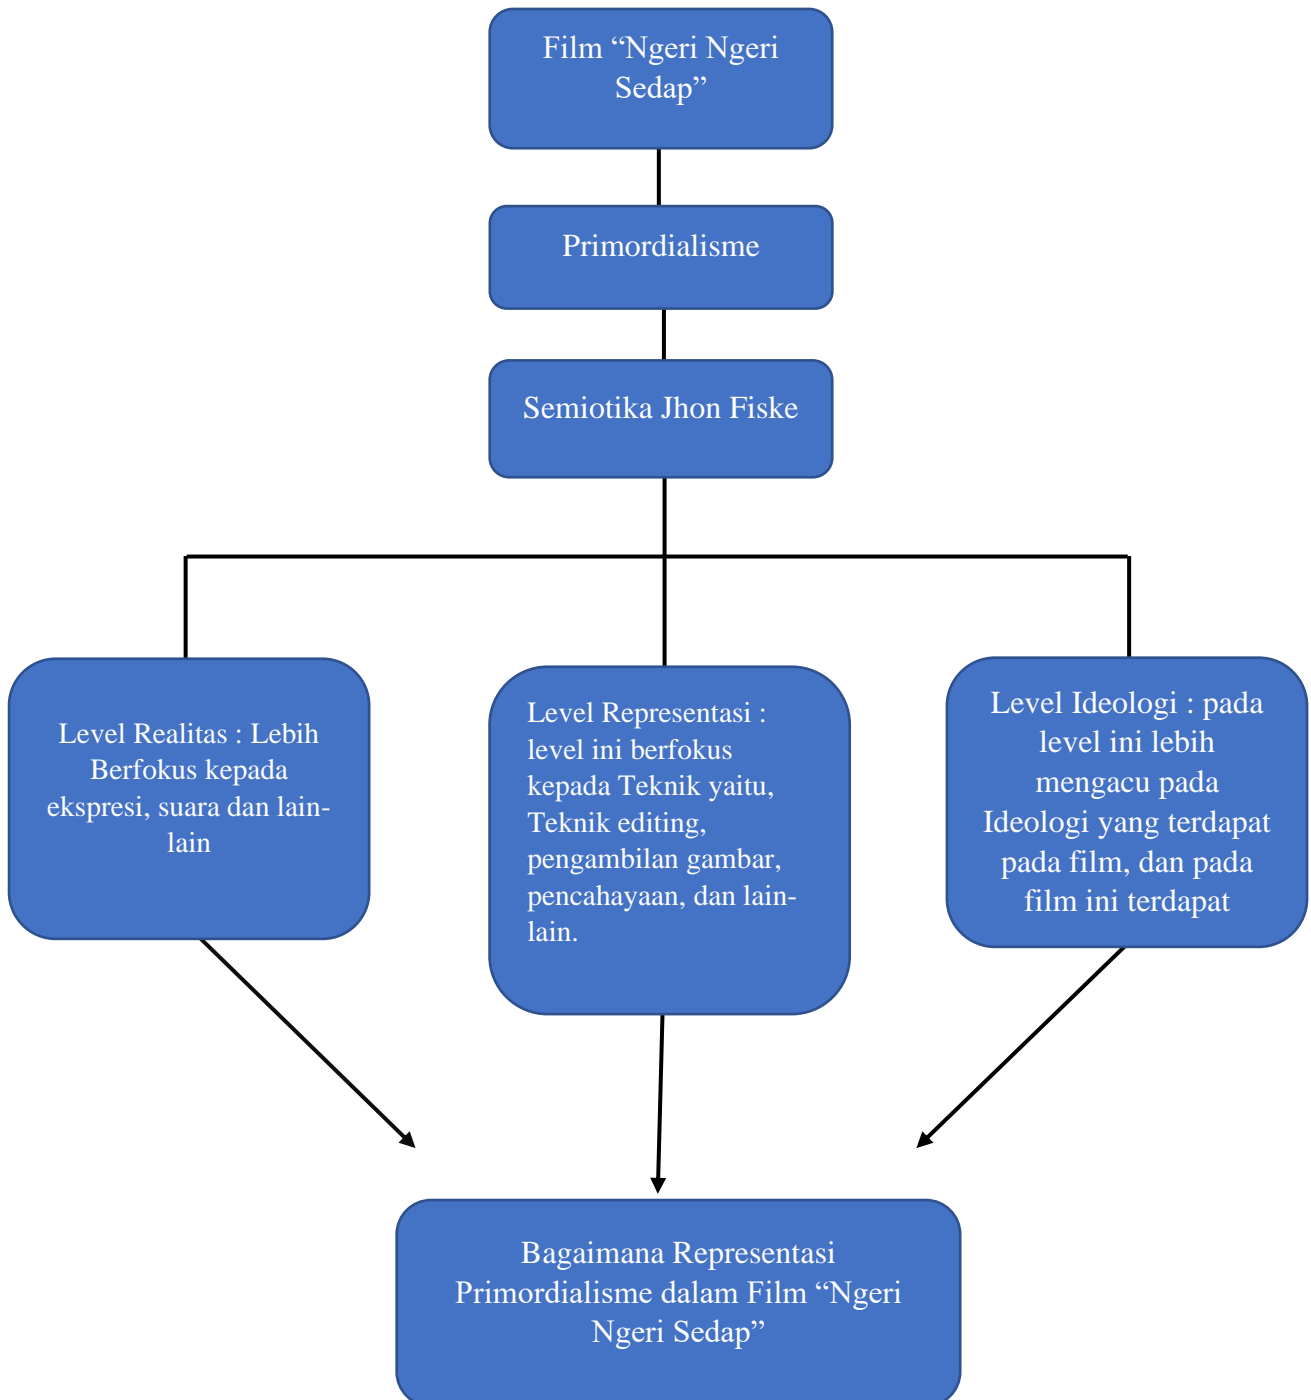 Film “Ngeri Ngeri
Sedap”
Primordialisme
Semiotika Jhon Fiske
Level Realitas : Lebih
Berfokus kepada
ekspresi, suara dan lain-
lain
Level Representasi :
level ini berfokus
kepada Teknik yaitu,
Teknik editing,
pengambilan gambar,
pencahayaan, dan lain-
lain.
Level Ideologi : pada
level ini lebih
mengacu pada
Ideologi yang terdapat
pada film, dan pada
film ini terdapat
Bagaimana Representasi
Primordialisme dalam Film “Ngeri
Ngeri Sedap”